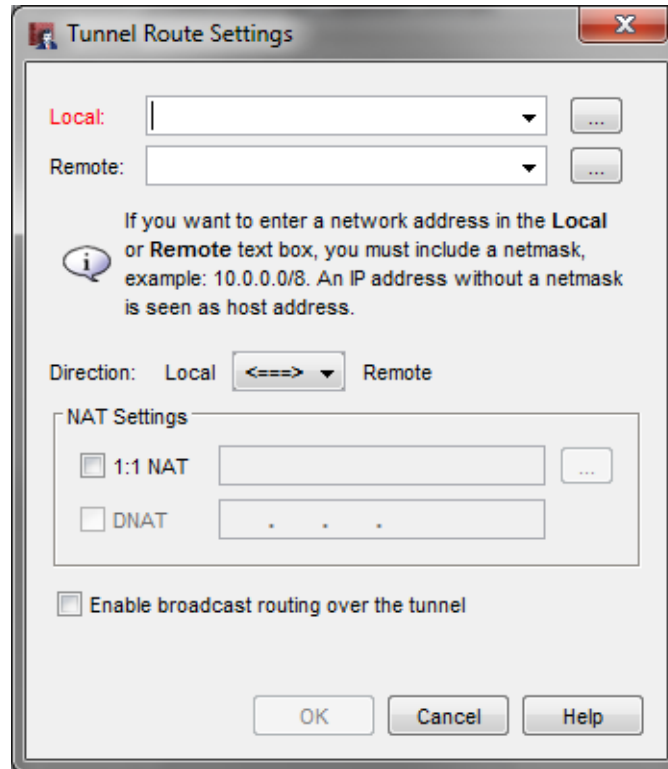 Tunnel Route Settings
Local:
...
Remote:
...
If you want to enter a network address in the Local
or Remote text box, you must include a netmask,
example: 10.0.0.0/8. An IP address without a netmask
is seen as host address.
Direction: Local <===> Remote
NAT Settings
1:1 NAT
...
DNAT . . .
Enable broadcast routing over the tunnel
OK Cancel Help